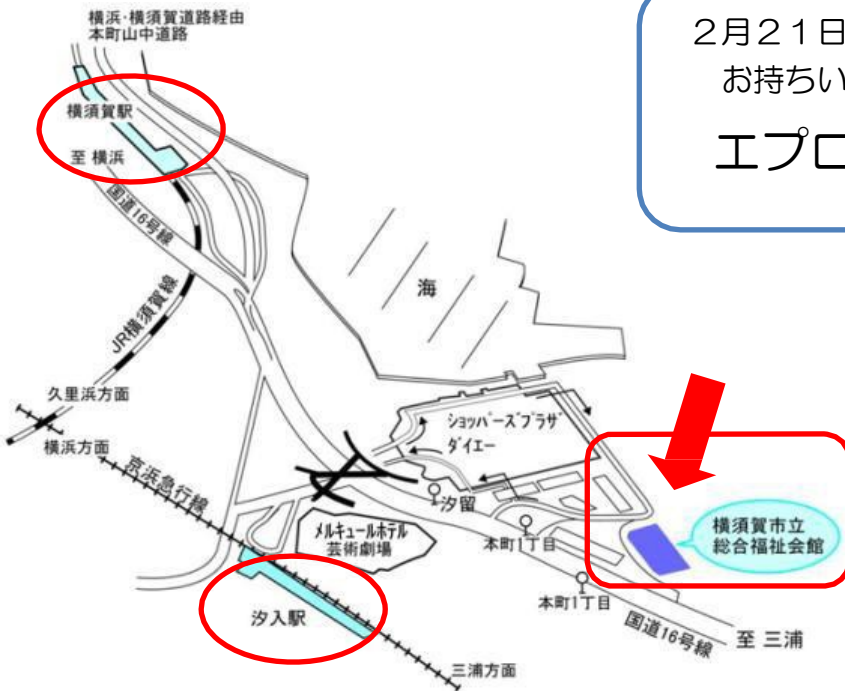 横浜・横須賀道路経由
本町山中道路
２月２１日
お持ちい
エプロ
横須賀駅
至 横浜
国道16号線
海
JR横須賀線
久里浜方面
横浜方面
京浜急行線
ショッパーズプラザ
ダイエー
汐留
メルキュールホテル
芸術劇場
本町1丁目
横須賀市立
総合福祉会館
本町1丁目
汐入駅
国道16号線
至 三浦
三浦方面